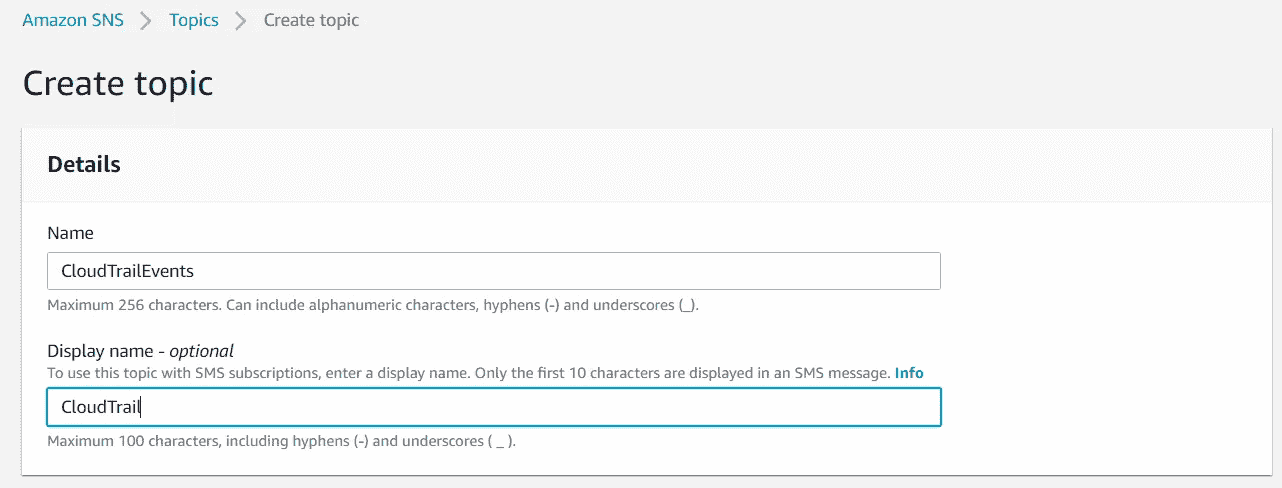 Amazon SNS > Topics > Create topic
Create topic
Details
Name
CloudTrailEvents
Maximum 256 characters. Can include alphanumeric characters, hyphens (-) and underscores (_).
Display name - optional
To use this topic with SMS subscriptions, enter a display name. Only the first 10 characters are displayed in an SMS message. Info
CloudTrail
Maximum 100 characters, including hyphens (-) and underscores ( _ ).